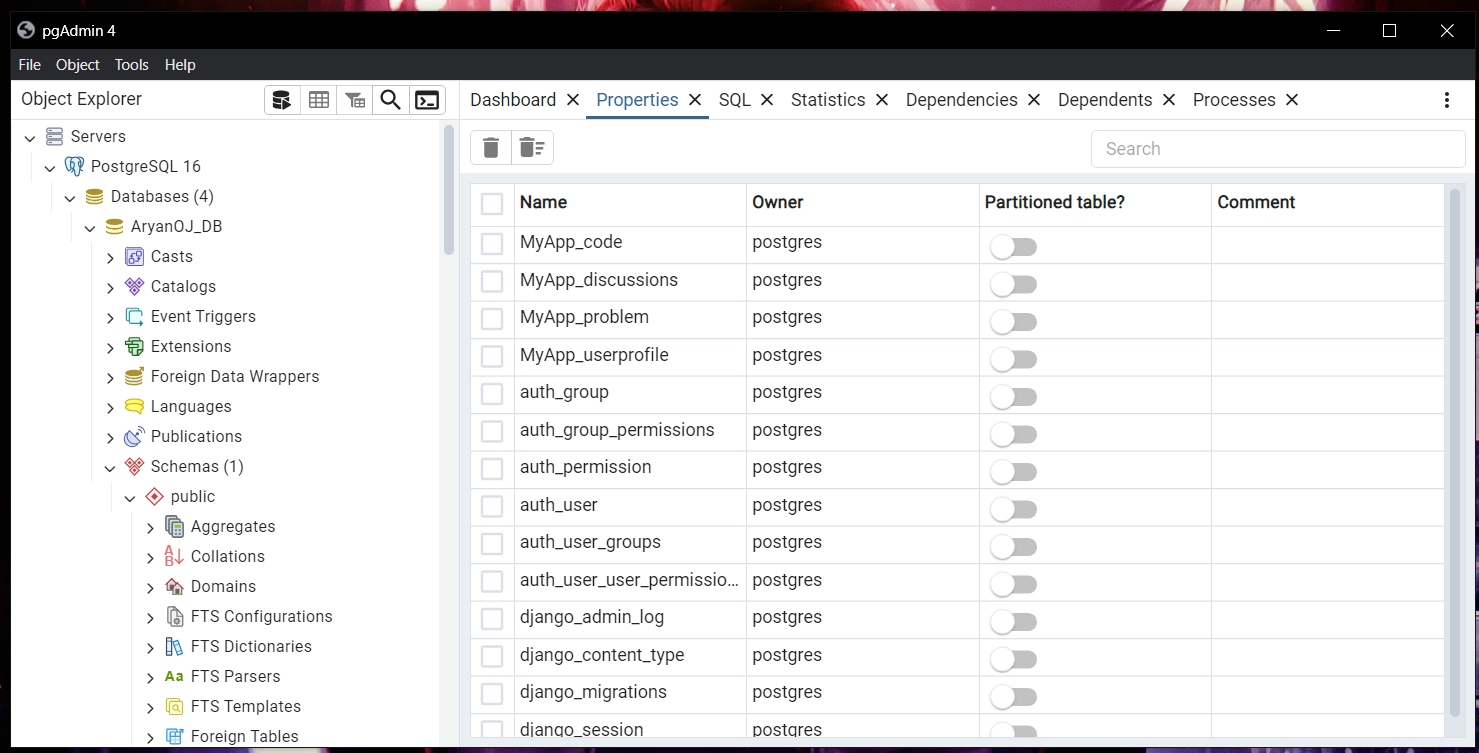 pgAdmin 4
File Object Tools Help
Object Explorer
Servers
PostgreSQL 16
Databases (4)
AryanOJ_DB
Casts
Catalogs
Event Triggers
Extensions
Foreign Data Wrappers
Languages
Publications
Schemas (1)
public
Aggregates
Collations
Domains
FTS Configurations
FTS Dictionaries
Aa FTS Parsers
FTS Templates
Foreign Tables
Dashboard Properties SQL Statistics Dependencies Dependents Processes
Search
Name Owner Partitioned table? Comment
MyApp_code postgres
MyApp_discussions postgres
MyApp_problem postgres
MyApp_userprofile postgres
auth_group postgres
auth_group_permissions postgres
auth_permission postgres
auth_user postgres
auth_user_groups postgres
auth_user_user_permissio... postgres
django_admin_log postgres
django_content_type postgres
django_migrations postgres
django_session postgres